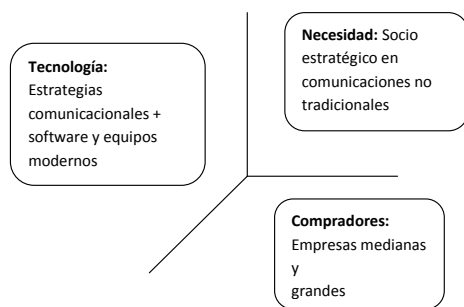 Tecnología:
Estrategias
comunicacionales +
software y equipos
modernos
Necesidad: Socio
estratégico en
comunicaciones no
tradicionales
Compradores:
Empresas medianas
y
grandes